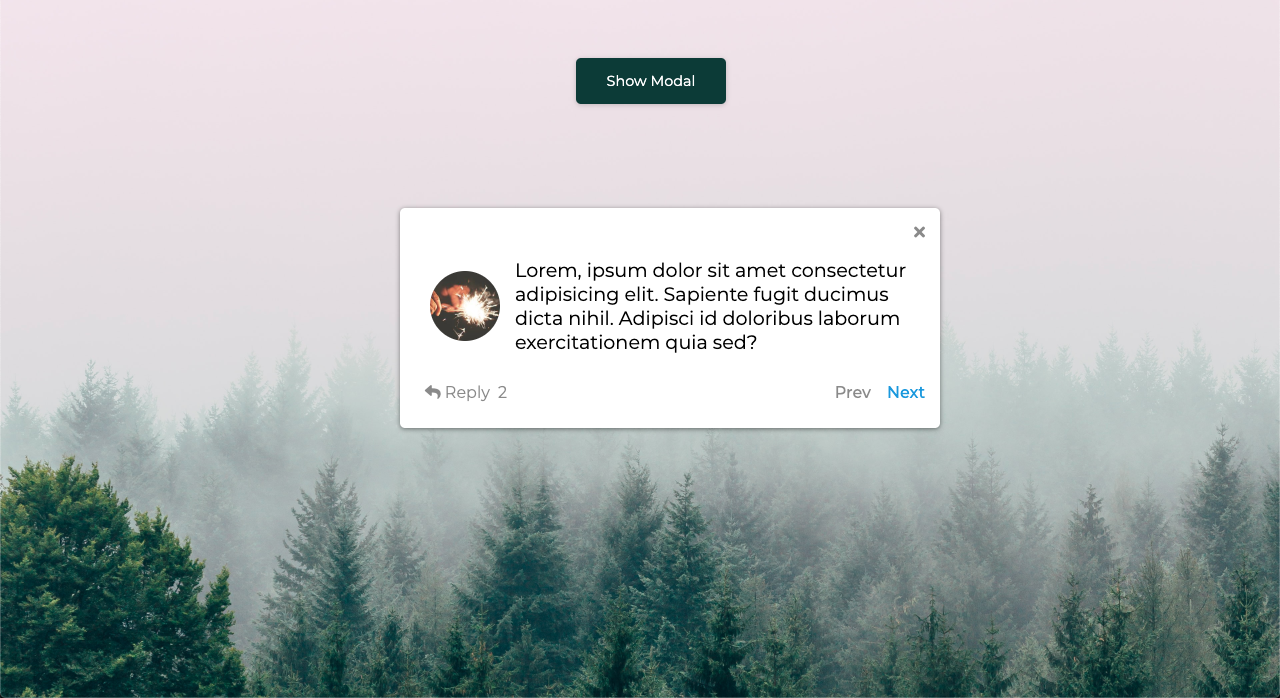 Show Modal
Lorem, ipsum dolor sit amet consectetur
adipisicing elit. Sapiente fugit ducimus
dicta nihil. Adipisci id doloribus laborum
exercitationem quia sed?
Reply 2
Prev Next